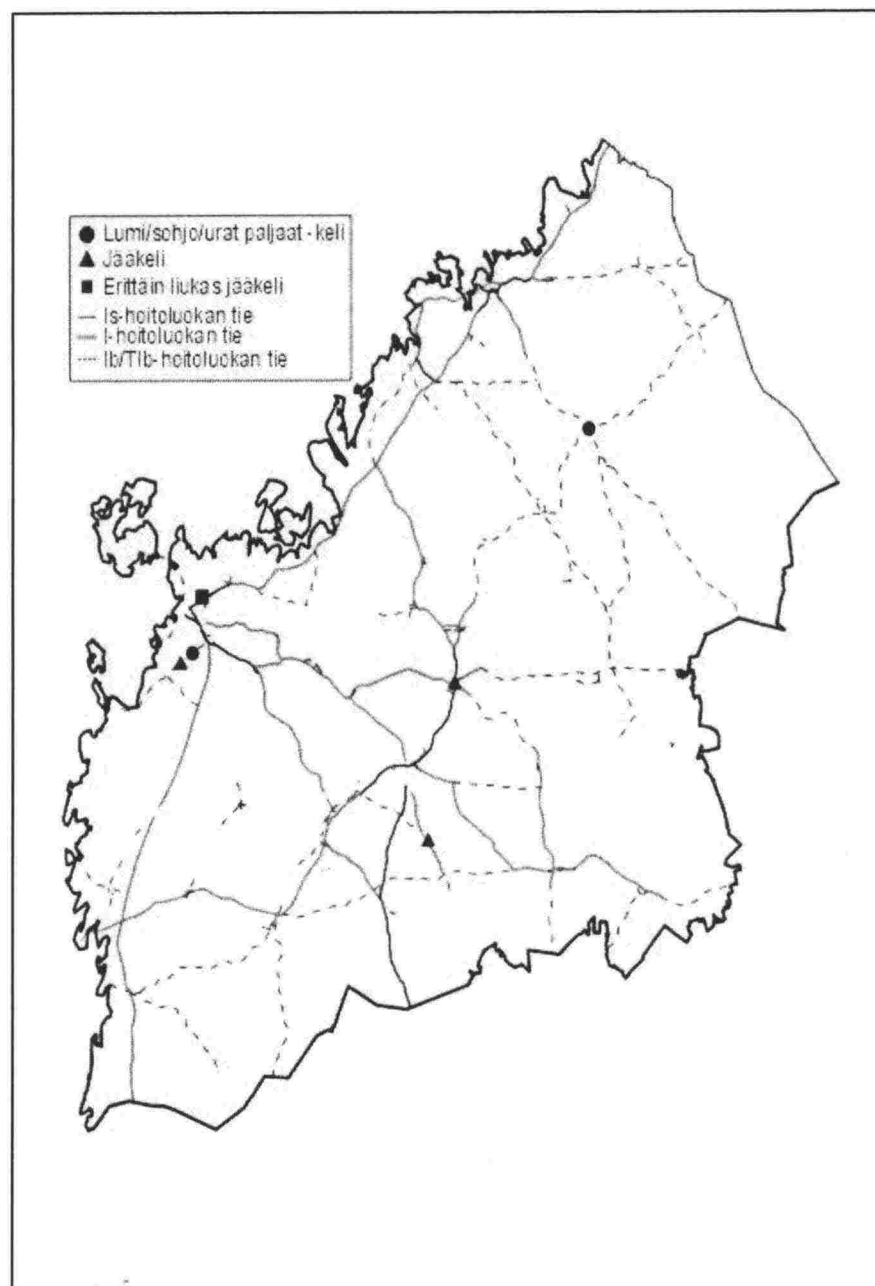 Lumi/sohjo/urat paljaat -keli
Jääkeli
Erittäin liukas jääkeli
Is-hoitoluokan tie
I-hoitoluokan tie
Ib/TIb-hoitoluokan tie